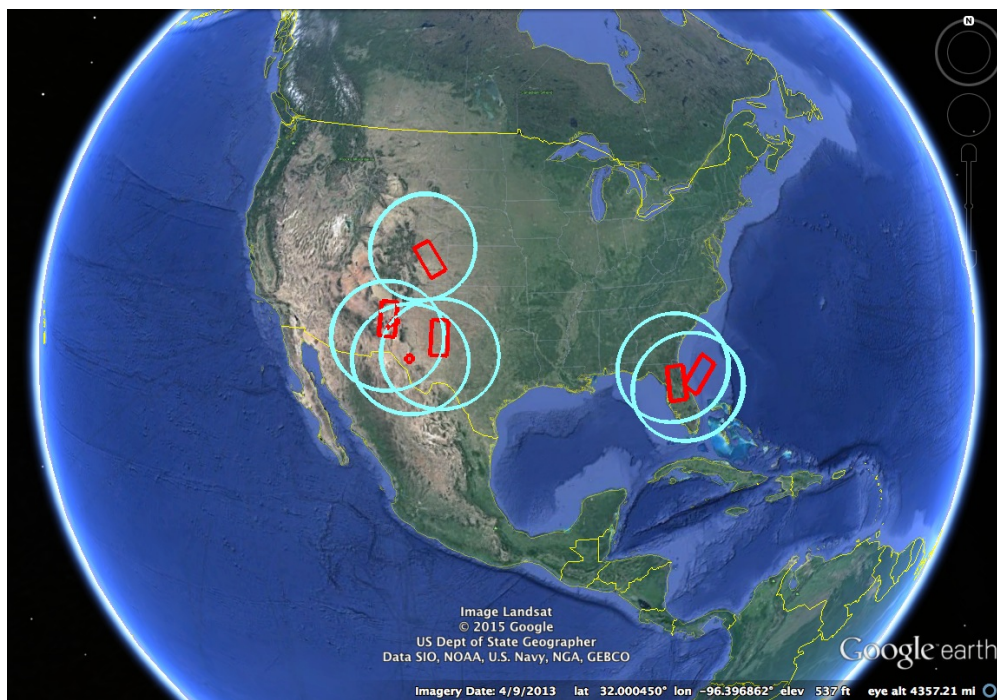 N
Image Landsat
© 2015 Google
US Dept of State Geographer
Data SIO, NOAA, U.S. Navy, NGA, GEBCO
Google earth
Imagery Date: 4/9/2013 lat 32.000450° lon -96.396862° elev 537 ft eye alt 4357.21 mi